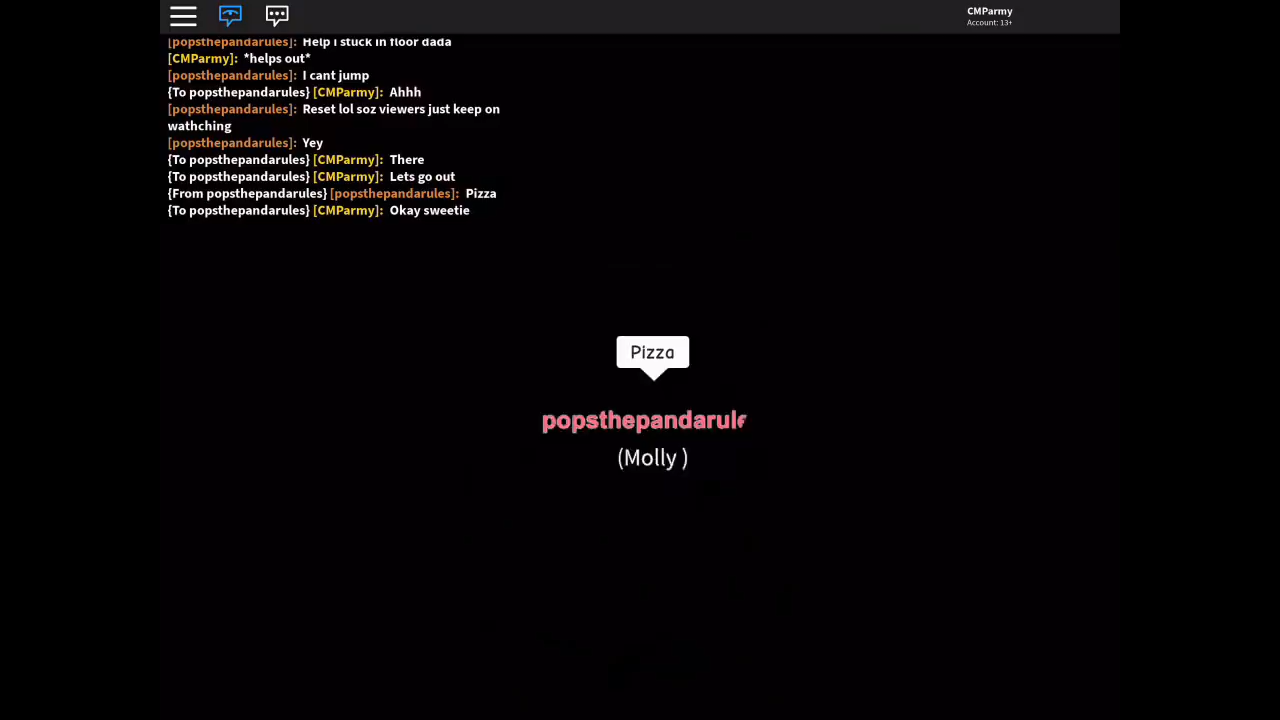 CMParmy
Account: 13+
[popsthepandarules]: Help i stuck in floor dada
[CMParmy]: *helps out*
[popsthepandarules]: I cant jump
{To popsthepandarules} [CMParmy]: Ahhh
[popsthepandarules]: Reset lol soz viewers just keep on
wathching
[popsthepandarules]: Yey
{To popsthepandarules} [CMParmy]: There
{To popsthepandarules} [CMParmy]: Lets go out
{From popsthepandarules} [popsthepandarules]: Pizza
{To popsthepandarules} [CMParmy]: Okay sweetie
Pizza
popsthepandarule
(Molly )